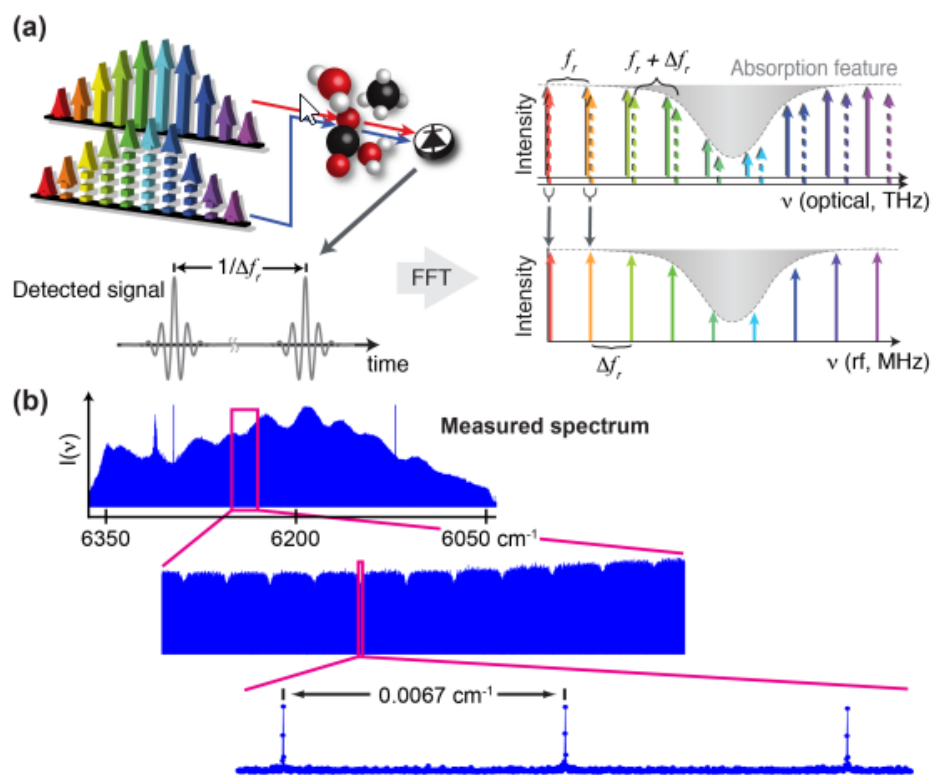 (a)
f_r
f_r + Δf_r
Absorption feature
Intensity
ν (optical, THz)
1/Δf_r
Detected signal
FFT
time
Intensity
Δf_r
ν (rf, MHz)
(b)
Measured spectrum
I(ν)
6350 6200 6050 cm⁻¹
0.0067 cm⁻¹